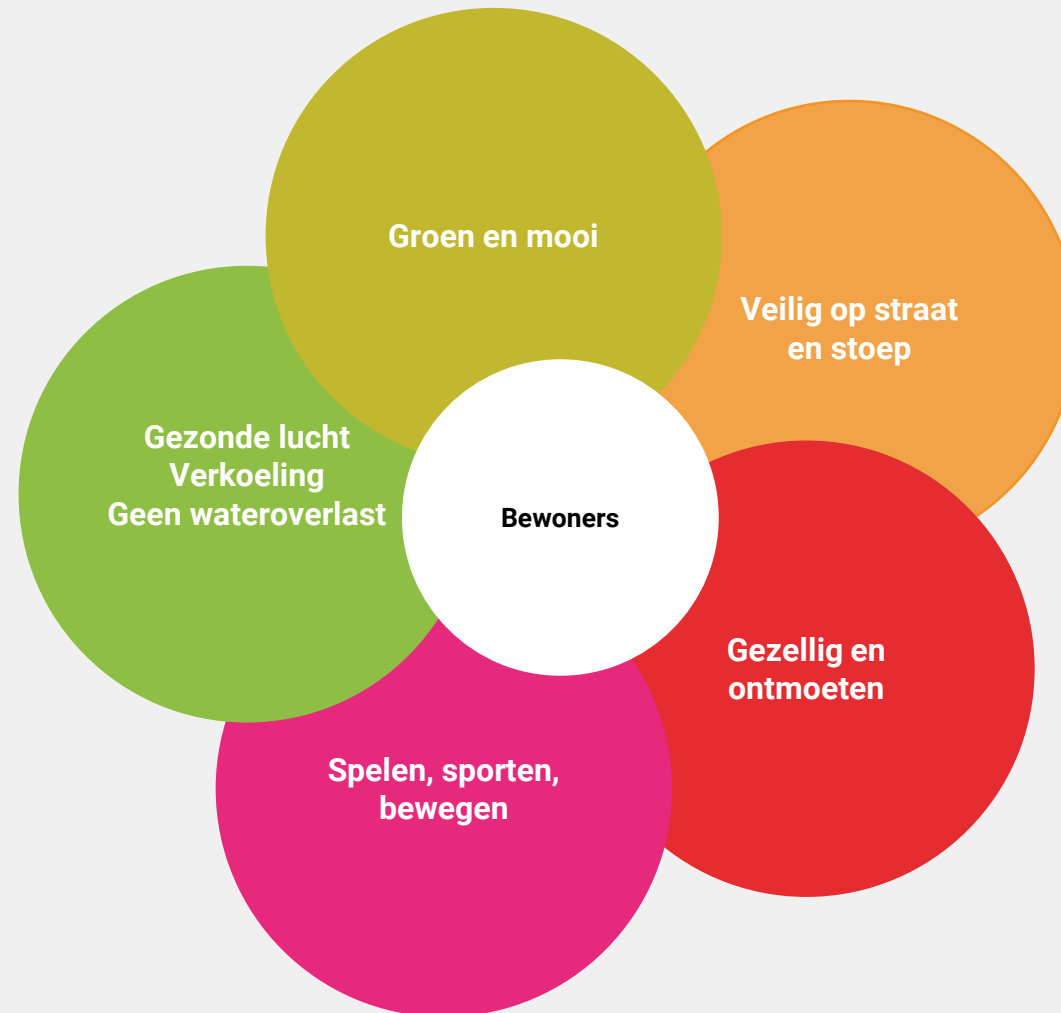 Groen en mooi
Veilig op straat
en stoep
Gezonde lucht
Verkoeling
Geen wateroverlast
Bewoners
Gezellig en
ontmoeten
Spelen, sporten,
bewegen